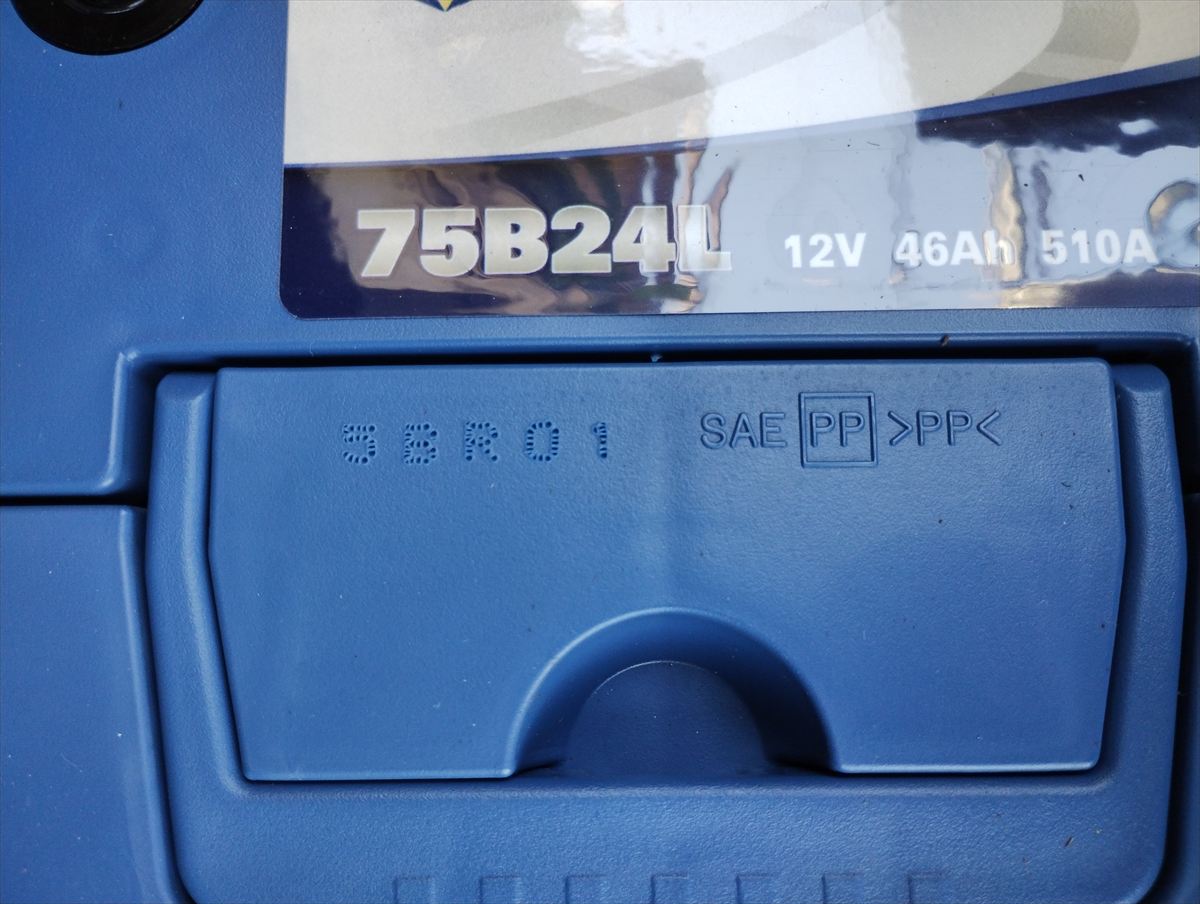 75B24L 12V 46Ah 510A
5BR01 SAE PP >PP<